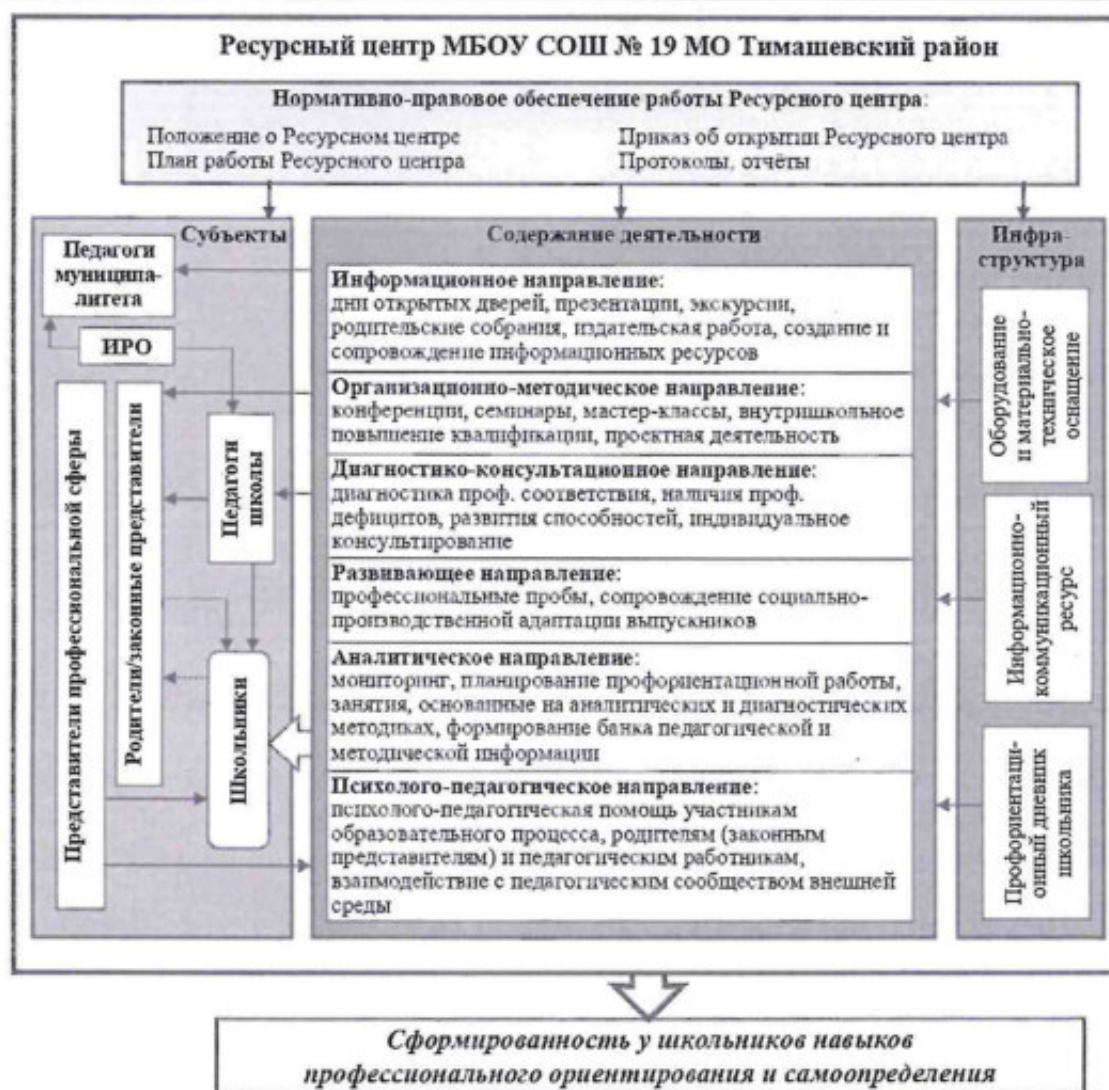 Ресурсный центр МБОУ СОШ № 19 МО Тимашевский район
Нормативно-правовое обеспечение работы Ресурсного центра:
Положение о Ресурсном центре
План работы Ресурсного центра
Приказ об открытии Ресурсного центра
Протоколы, отчёты
Субъекты
Педагоги
муниципа-
литета
ИРО
Представители профессиональной сферы
Родители/законные представители
Педагоги
школы
Школьники
Содержание деятельности
Информационное направление:
дни открытых дверей, презентации, экскурсии,
родительские собрания, издательская работа, создание и
сопровождение информационных ресурсов
Организационно-методическое направление:
конференции, семинары, мастер-классы, внутришкольное
повышение квалификации, проектная деятельность
Диагностико-консультационное направление:
диагностика проф. соответствия, наличия проф.
дефицитов, развития способностей, индивидуальное
консультирование
Развивающее направление:
профессиональные пробы, сопровождение социально-
производственной адаптации выпускников
Аналитическое направление:
мониторинг, планирование профориентационной работы,
занятия, основанные на аналитических и диагностических
методиках, формирование банка педагогической и
методической информации
Психолого-педагогическое направление:
психолого-педагогическая помощь участникам
образовательного процесса, родителям (законным
представителям) и педагогическим работникам,
взаимодействие с педагогическим сообществом внешней
среды
Инфра-
структура
Оборудование
и материально-
техническое
оснащение
Информационно-
коммуникационный
ресурс
Профориентаци-
онный дневник
школьника
Сформированность у школьников навыков
профессионального ориентирования и самоопределения